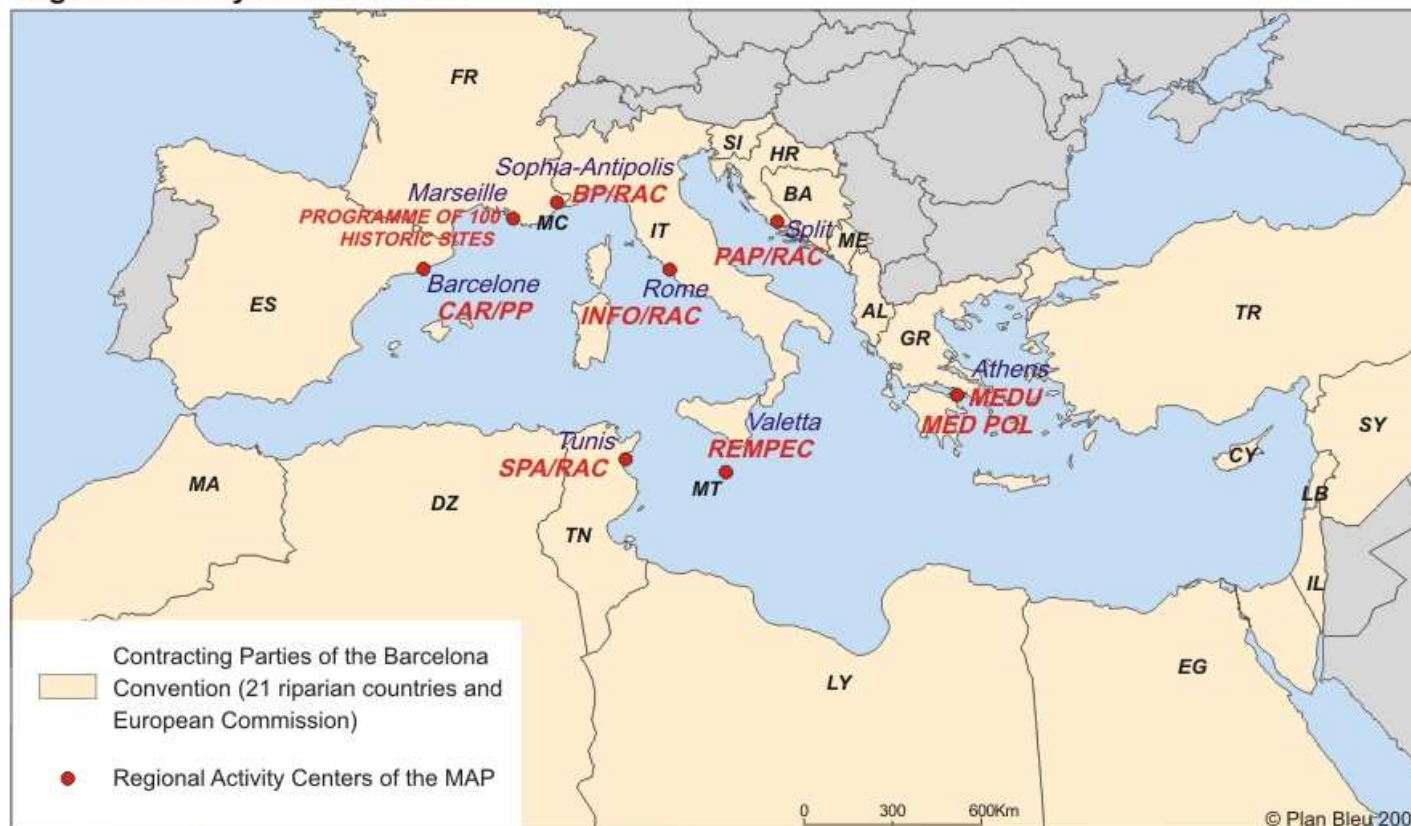 FR
SI
HR
Sophia-Antipolis
BP/RAC
Marseille
PROGRAMME OF 100
HISTORIC SITES
MC
IT
BA
Split
PAP/RAC
ME
Barcelone
CAR/PP
ES
Rome
INFO/RAC
AL
GR
TR
Athens
MEDU
MED POL
Valetta
REMPEC
Tunis
SPA/RAC
MT
SY
CY
LB
MA
DZ
TN
IL
LY
EG
Contracting Parties of the Barcelona
Convention (21 riparian countries and
European Commission)
Regional Activity Centers of the MAP
0 300 600Km
© Plan Bleu 200